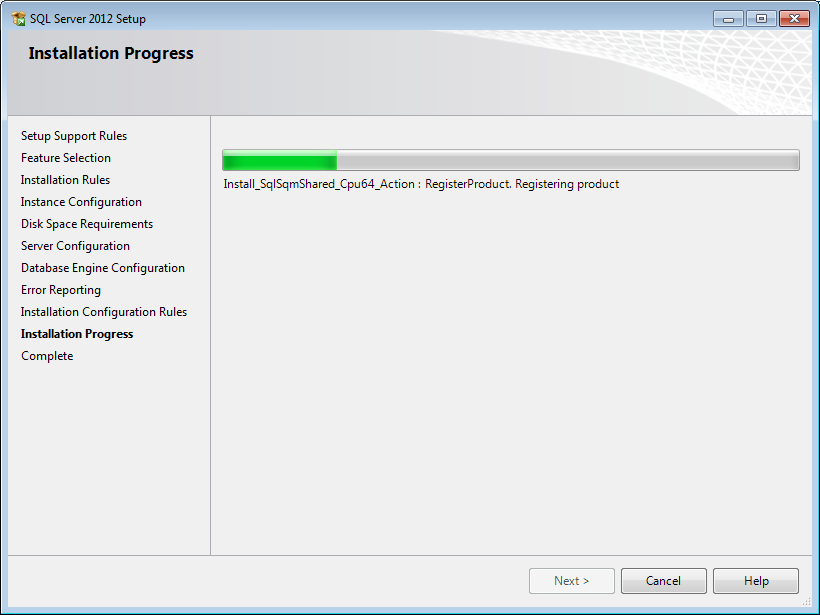 SQL Server 2012 Setup
Installation Progress
Setup Support Rules
Feature Selection
Installation Rules
Instance Configuration
Disk Space Requirements
Server Configuration
Database Engine Configuration
Error Reporting
Installation Configuration Rules
Installation Progress
Complete
Install_SqlSqmShared_Cpu64_Action : RegisterProduct. Registering product
Next >
Cancel
Help